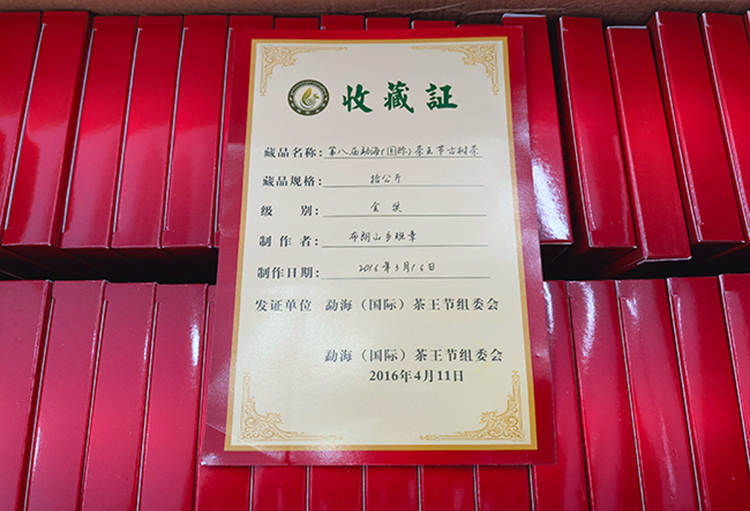 收藏証
藏品名称：第八届勐海(国际)茶王节古树茶
藏品规格：拾公斤
级 别：金奖
制 作 者：布朗山乡班章
制作日期：2016年3月16日
发证单位 勐海（国际）茶王节组委会
勐海（国际）茶王节组委会
2016年4月11日